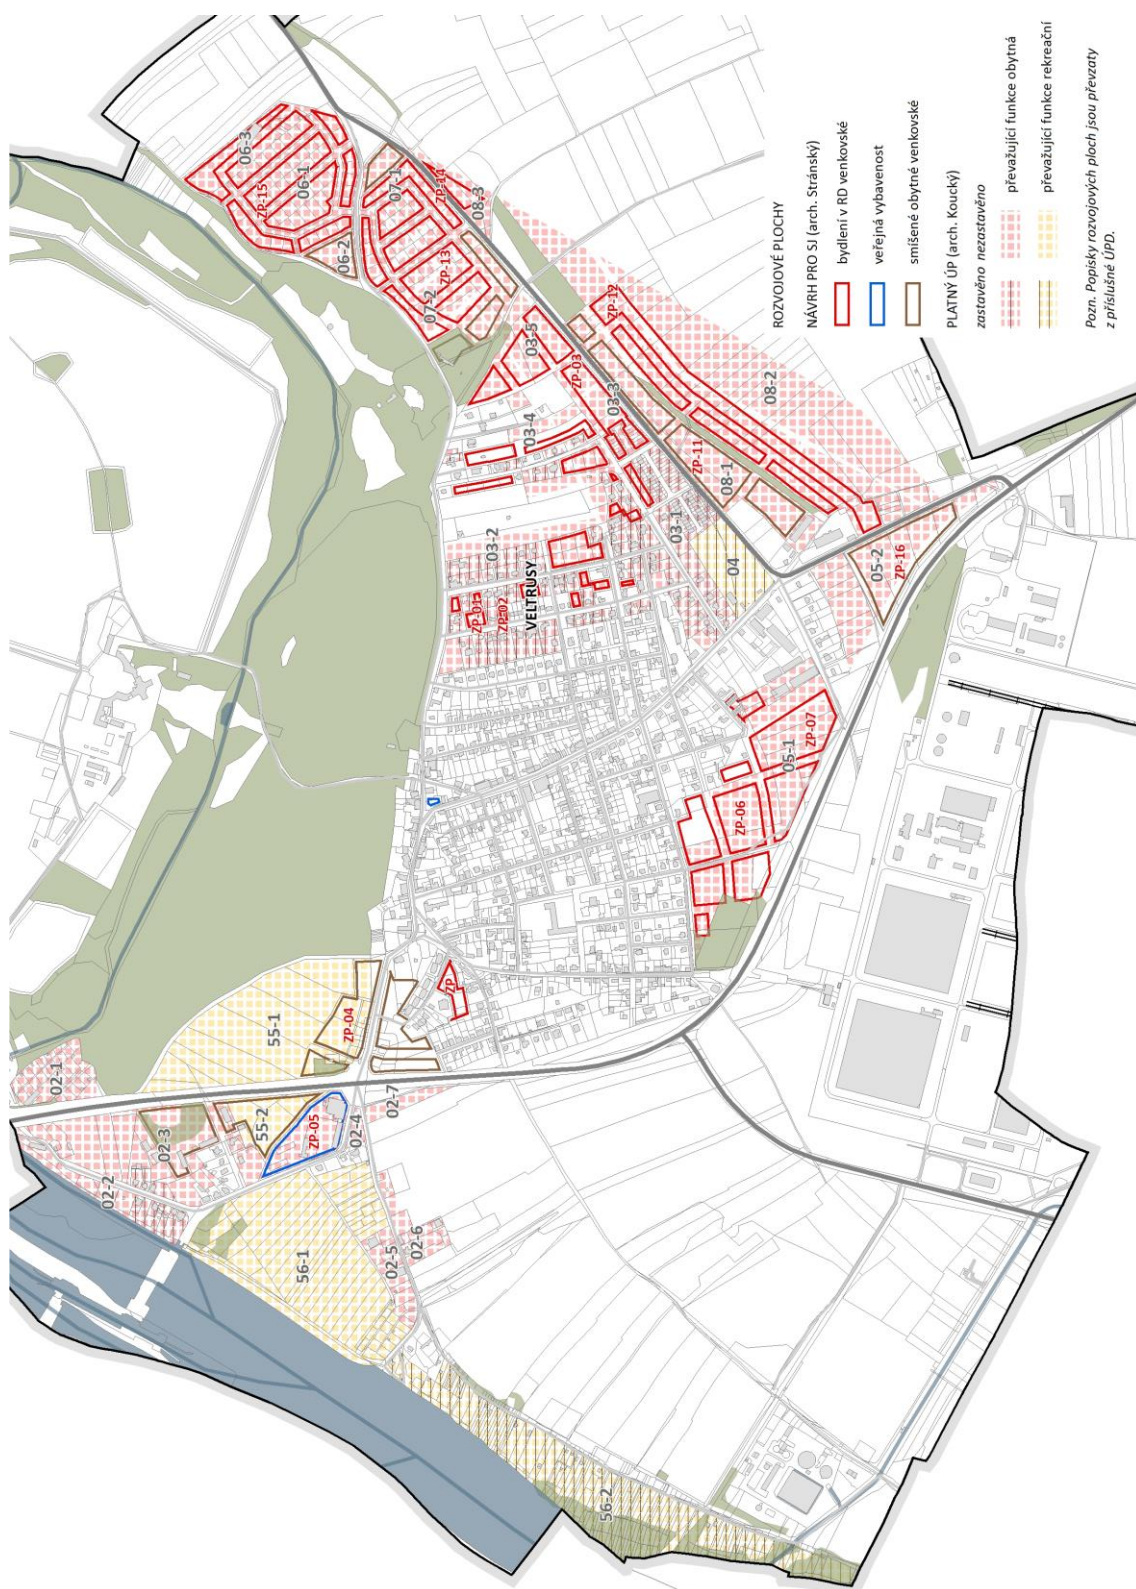 06-3
ZP-15
06-1
06-2
07-1
ZP-14
08-3
ZP-13
07-2
03-5
ZP-12
ZP-03
03-3
03-4
08-2
ZP-11
08-1
03-1
03-2
04
ZP-01
ZP-02
VELTRUSY
05-2
ZP-16
05-1
ZP-07
ZP-06
ZP
ZP-04
55-1
02-1
02-7
55-2
ZP-05
02-4
02-3
02-2
56-1
02-5
02-6
56-2
ROZVOJOVÉ PLOCHY
NÁVRH PRO SJ (arch. Stránský)
bydlení v RD venkovské
veřejná vybavenost
smíšené obytné venkovské
PLATNÝ ÚP (arch. Koucký)
zastavěno nezastavěno
převažující funkce obytná
převažující funkce rekreační
Pozn. Popisky rozvojových ploch jsou převzaty
z příslušné ÚPD.